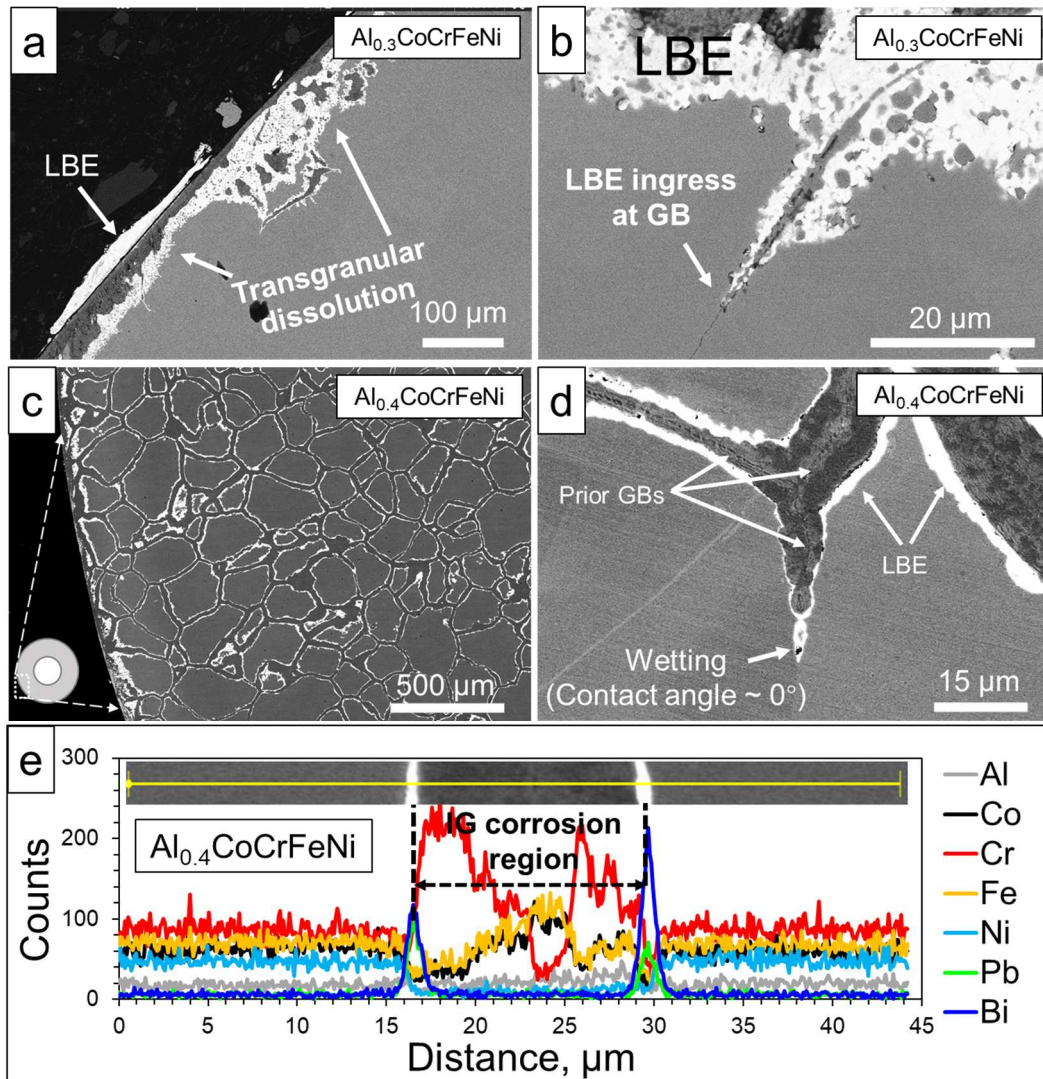 a
Al₀.₃CoCrFeNi
LBE
Transgranular
dissolution
100 µm
b
Al₀.₃CoCrFeNi
LBE
LBE ingress
at GB
20 µm
c
Al₀.₄CoCrFeNi
500 µm
d
Al₀.₄CoCrFeNi
Prior GBs
LBE
Wetting
(Contact angle ~ 0°)
15 µm
e
Al₀.₄CoCrFeNi
IG corrosion
region
Counts
300
200
100
0
0 5 10 15 20 25 30 35 40 45
Distance, µm
Al
Co
Cr
Fe
Ni
Pb
Bi